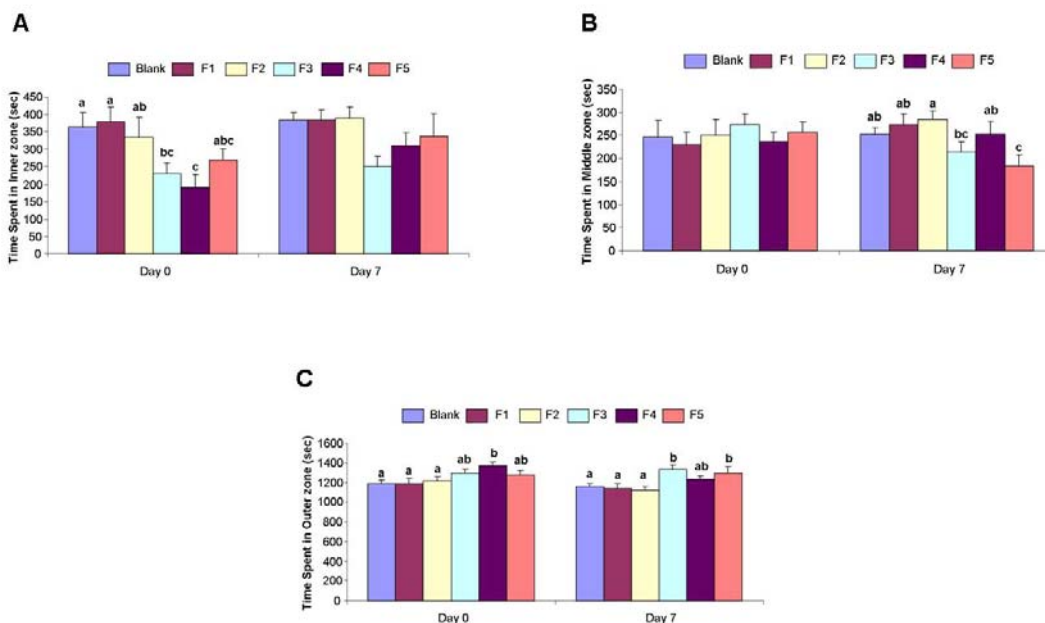 A
Blank F1 F2 F3 F4 F5
Time Spent in Inner zone (sec)
450
400
350
300
250
200
150
100
50
0
a a ab bc c abc
Day 0 Day 7
B
Blank F1 F2 F3 F4 F5
Time Spent in Middle zone (sec)
350
300
250
200
150
100
50
0
ab ab a bc ab c
Day 0 Day 7
C
Blank F1 F2 F3 F4 F5
Time Spent in Outer zone (sec)
1600
1400
1200
1000
800
600
400
200
0
a a a ab b ab a a a b ab b
Day 0 Day 7